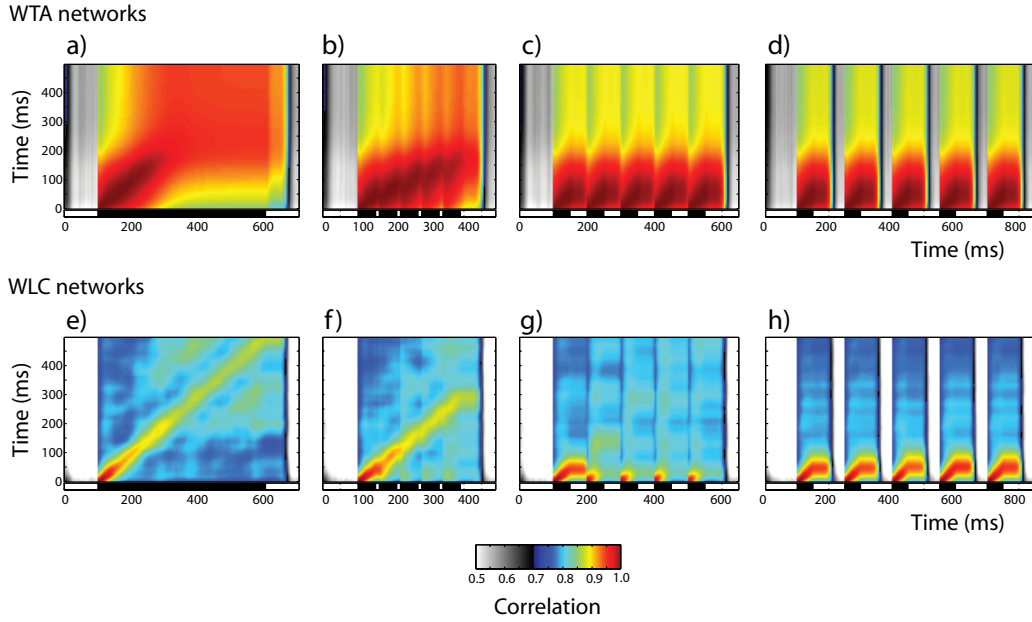 WTA networks
a) b) c) d)
Time (ms)
400
300
200
100
0
0 200 400 600
0 100 200 300 400
0 200 400 600
0 200 400 600 800
Time (ms)
WLC networks
e) f) g) h)
Time (ms)
400
300
200
100
0
0 200 400 600
0 100 200 300 400
0 200 400 600
0 200 400 600 800
Time (ms)
0.5 0.6 0.7 0.8 0.9 1.0
Correlation